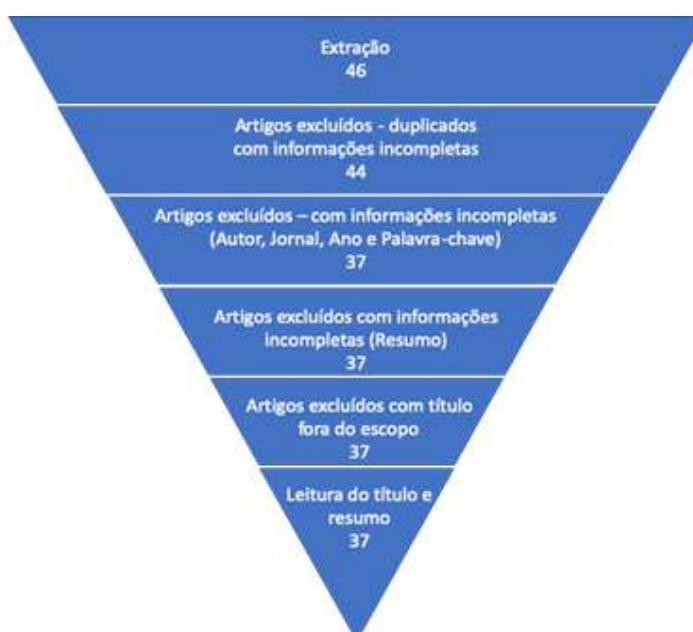 Extração
46
Artigos excluídos - duplicados
com informações incompletas
44
Artigos excluídos – com informações incompletas
(Autor, Jornal, Ano e Palavra-chave)
37
Artigos excluídos com informações
incompletas (Resumo)
37
Artigos excluídos com título
fora do escopo
37
Leitura do título e
resumo
37